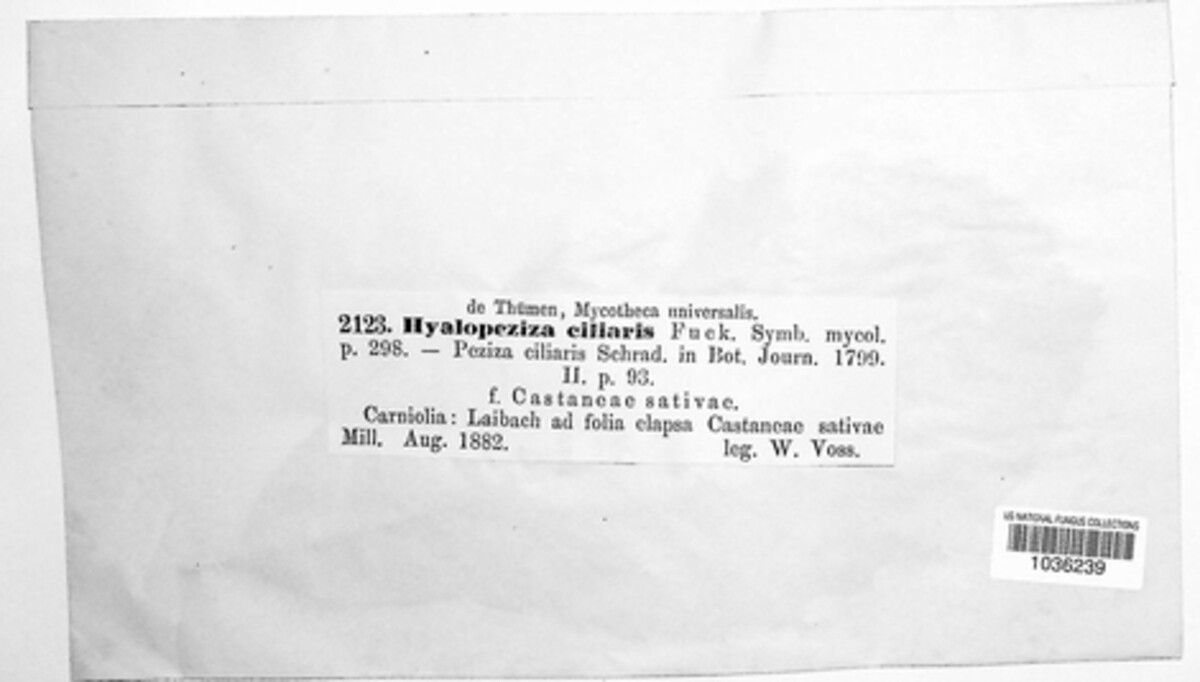 de Thümen, Mycotheca universalis.
2123. Hyalopeziza ciliaris Fuck. Symb. mycol.
p. 298. — Peziza ciliaris Schrad. in Bot. Journ. 1799.
II. p. 93.
f. Castaneae sativae.
Carniolia: Laibach ad folia elapsa Castaneae sativae
Mill. Aug. 1882. leg. W. Voss.
US NATIONAL FUNGUS COLLECTIONS
1036239